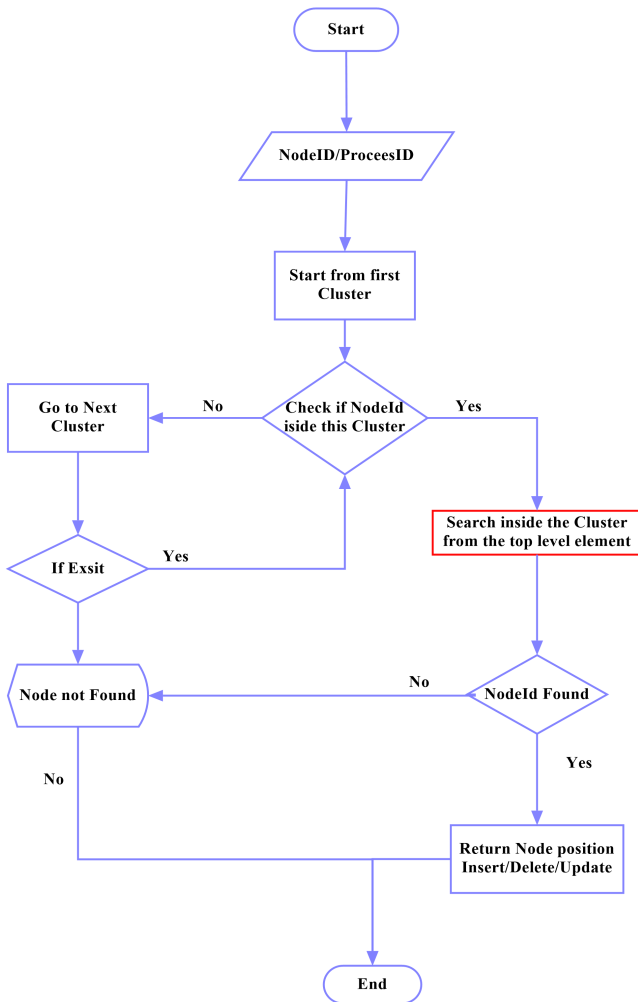 Start
NodeID/ProceesID
Start from first
Cluster
Go to Next
Cluster
No
Check if NodeId
iside this Cluster
Yes
Search inside the Cluster
from the top level element
If Exsit
Yes
Node not Found
No
NodeId Found
No
Yes
Return Node position
Insert/Delete/Update
End